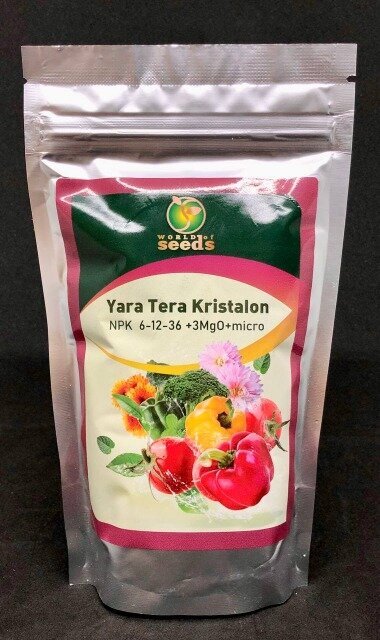 WORLD of
seeds
Yara Tera Kristalon
NPK 6-12-36 +3MgO+micro